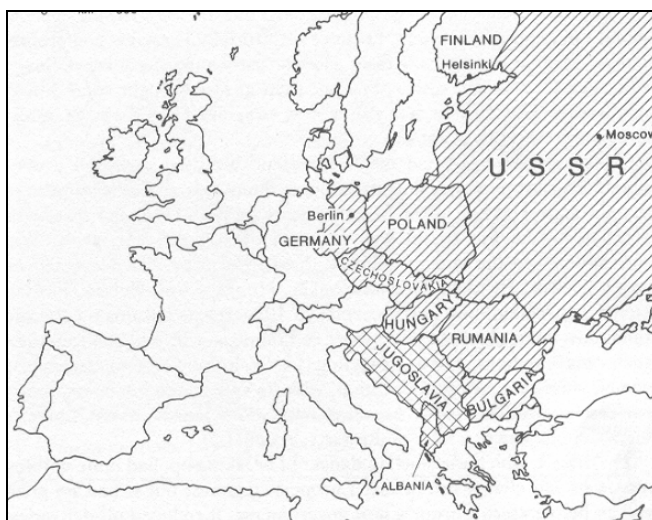 FINLAND
Helsinki
Moscow
U S S R
Berlin
POLAND
GERMANY
CZECHOSLOVAKIA
HUNGARY
RUMANIA
JUGOSLAVIA
BULGARIA
ALBANIA